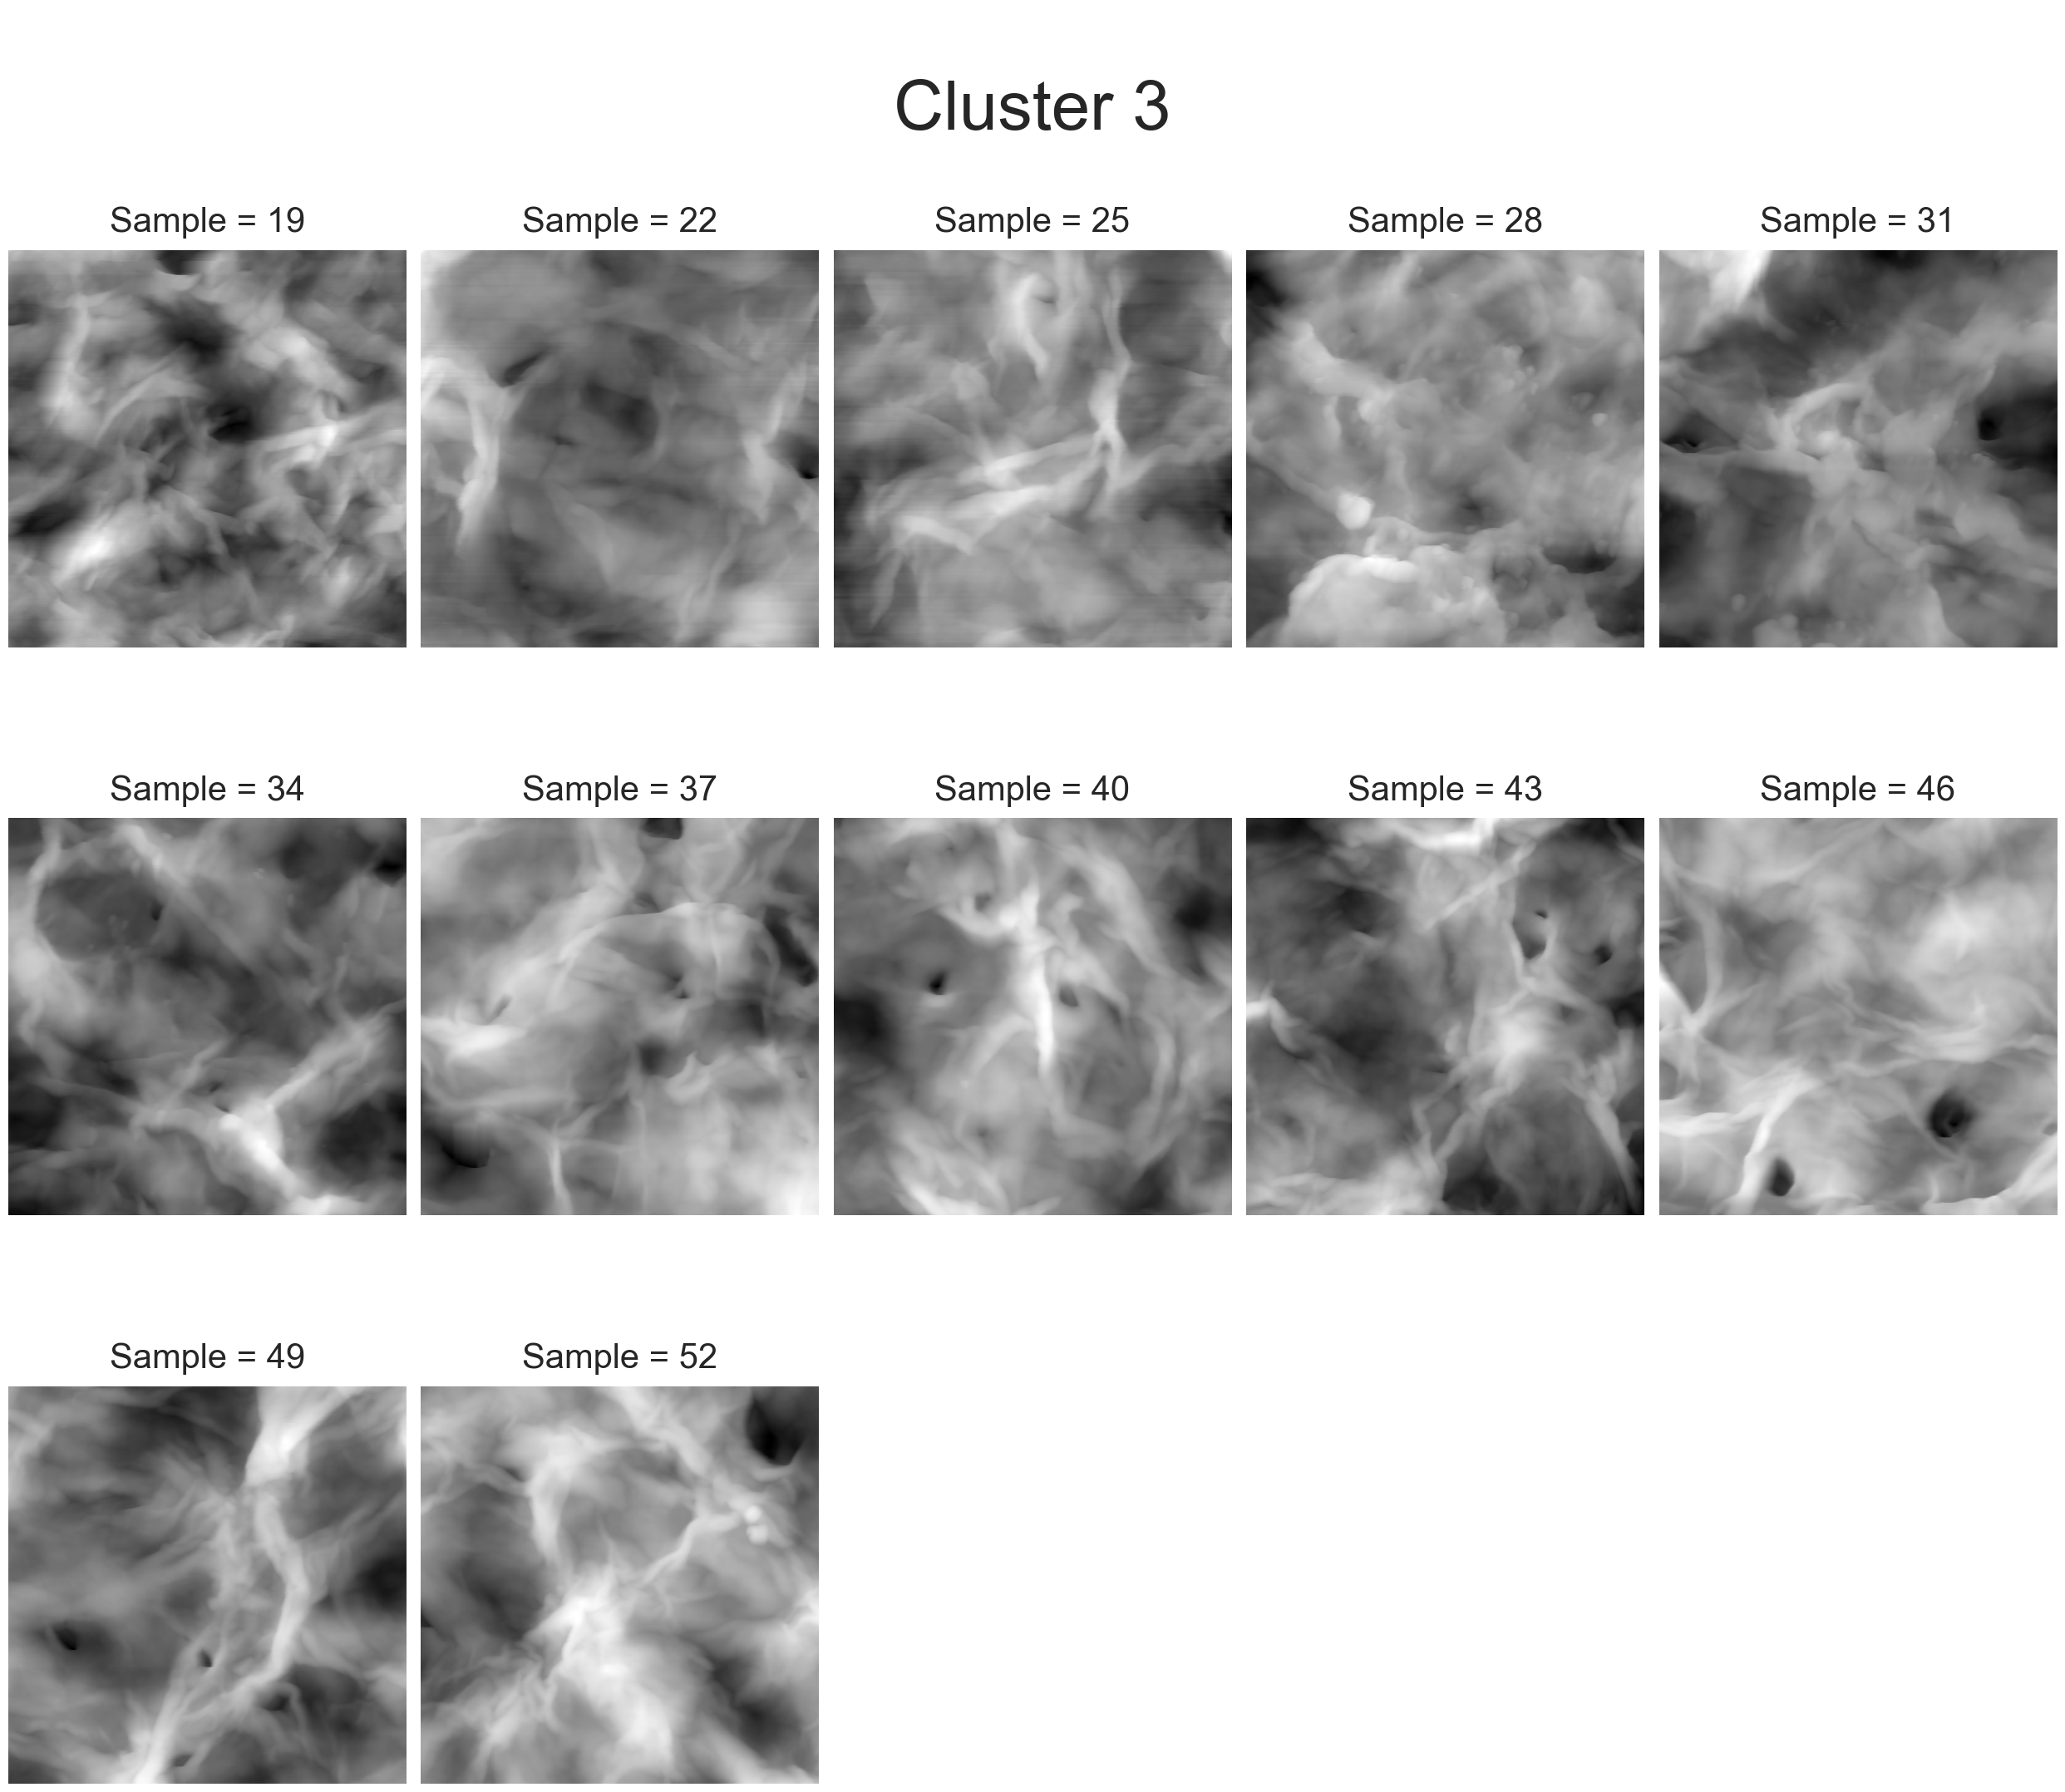 Cluster 3
Sample = 19
Sample = 22
Sample = 25
Sample = 28
Sample = 31
Sample = 34
Sample = 37
Sample = 40
Sample = 43
Sample = 46
Sample = 49
Sample = 52